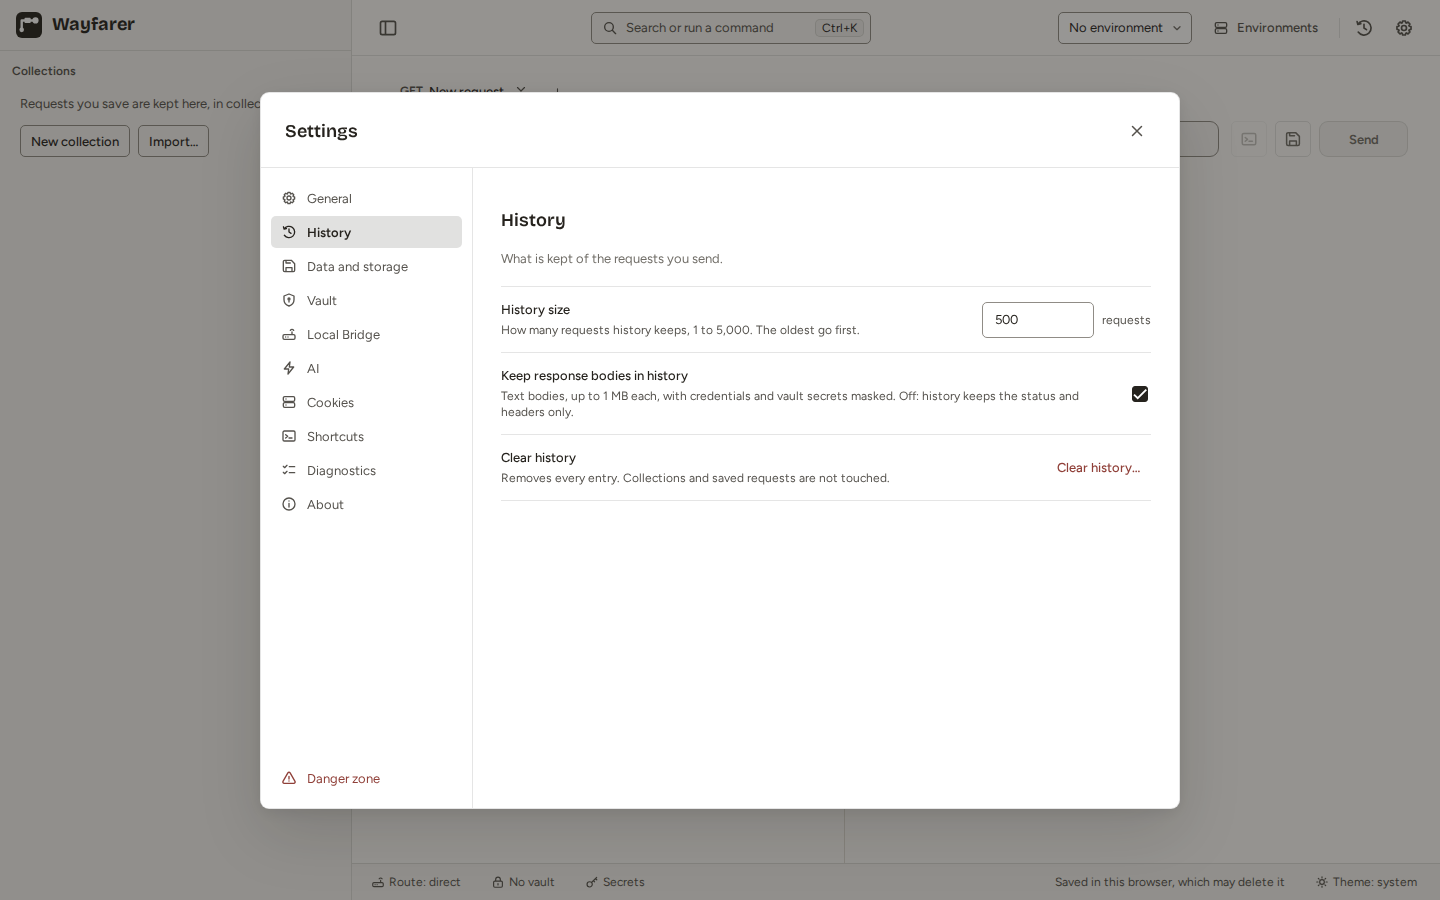 Wayfarer
Search or run a command
Ctrl+K
No environment
Environments
Collections
Requests you save are kept here, in collec
New collection
Import...
GET New request
Send
Settings
General
History
Data and storage
Vault
Local Bridge
AI
Cookies
Shortcuts
Diagnostics
About
Danger zone
History
What is kept of the requests you send.
History size
How many requests history keeps, 1 to 5,000. The oldest go first.
500
requests
Keep response bodies in history
Text bodies, up to 1 MB each, with credentials and vault secrets masked. Off: history keeps the status and
headers only.
Clear history
Removes every entry. Collections and saved requests are not touched.
Clear history...
Route: direct
No vault
Secrets
Saved in this browser, which may delete it
Theme: system